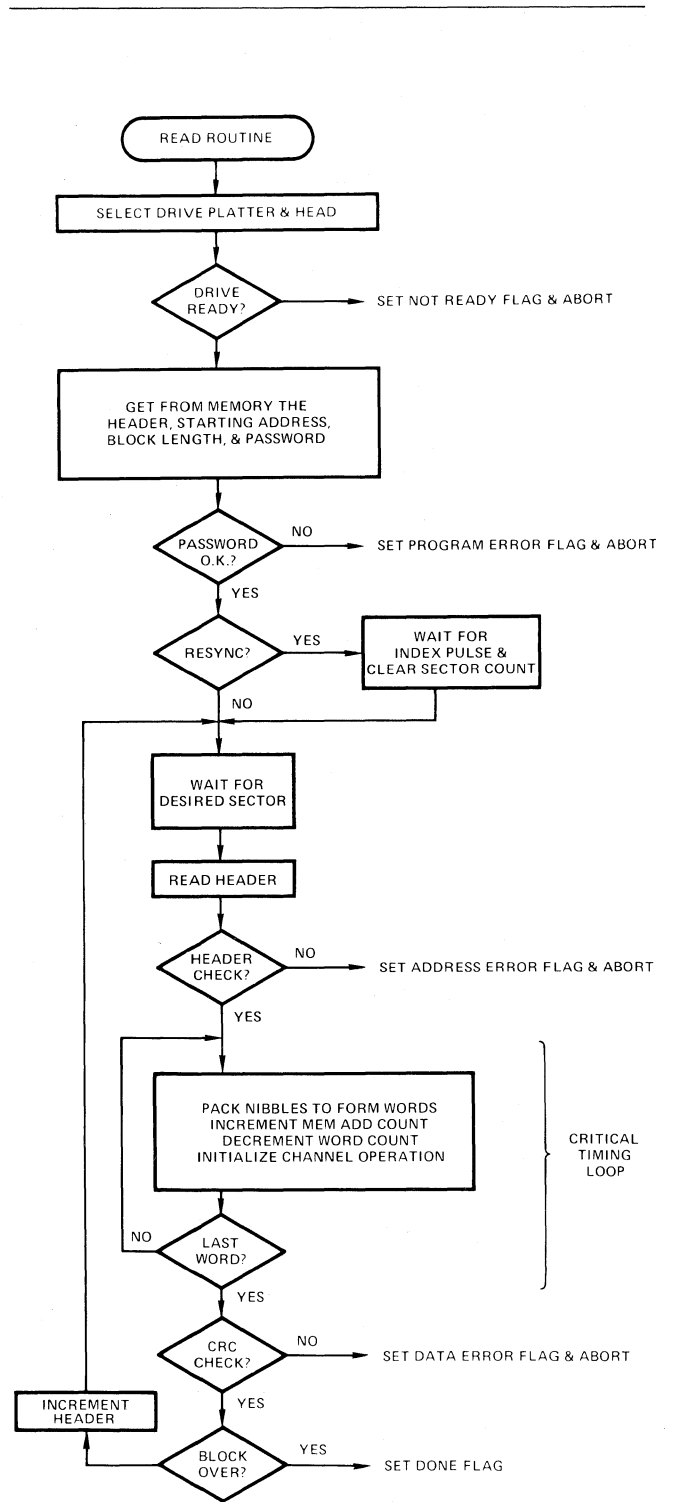 READ ROUTINE
SELECT DRIVE PLATTER & HEAD
DRIVE
READY?
SET NOT READY FLAG & ABORT
GET FROM MEMORY THE
HEADER, STARTING ADDRESS,
BLOCK LENGTH, & PASSWORD
PASSWORD
O.K.?
NO
SET PROGRAM ERROR FLAG & ABORT
YES
RESYNC?
YES
WAIT FOR
INDEX PULSE &
CLEAR SECTOR COUNT
NO
WAIT FOR
DESIRED SECTOR
READ HEADER
HEADER
CHECK?
NO
SET ADDRESS ERROR FLAG & ABORT
YES
PACK NIBBLES TO FORM WORDS
INCREMENT MEM ADD COUNT
DECREMENT WORD COUNT
INITIALIZE CHANNEL OPERATION
CRITICAL
TIMING
LOOP
NO
LAST
WORD?
YES
CRC
CHECK?
NO
SET DATA ERROR FLAG & ABORT
YES
INCREMENT
HEADER
BLOCK
OVER?
YES
SET DONE FLAG